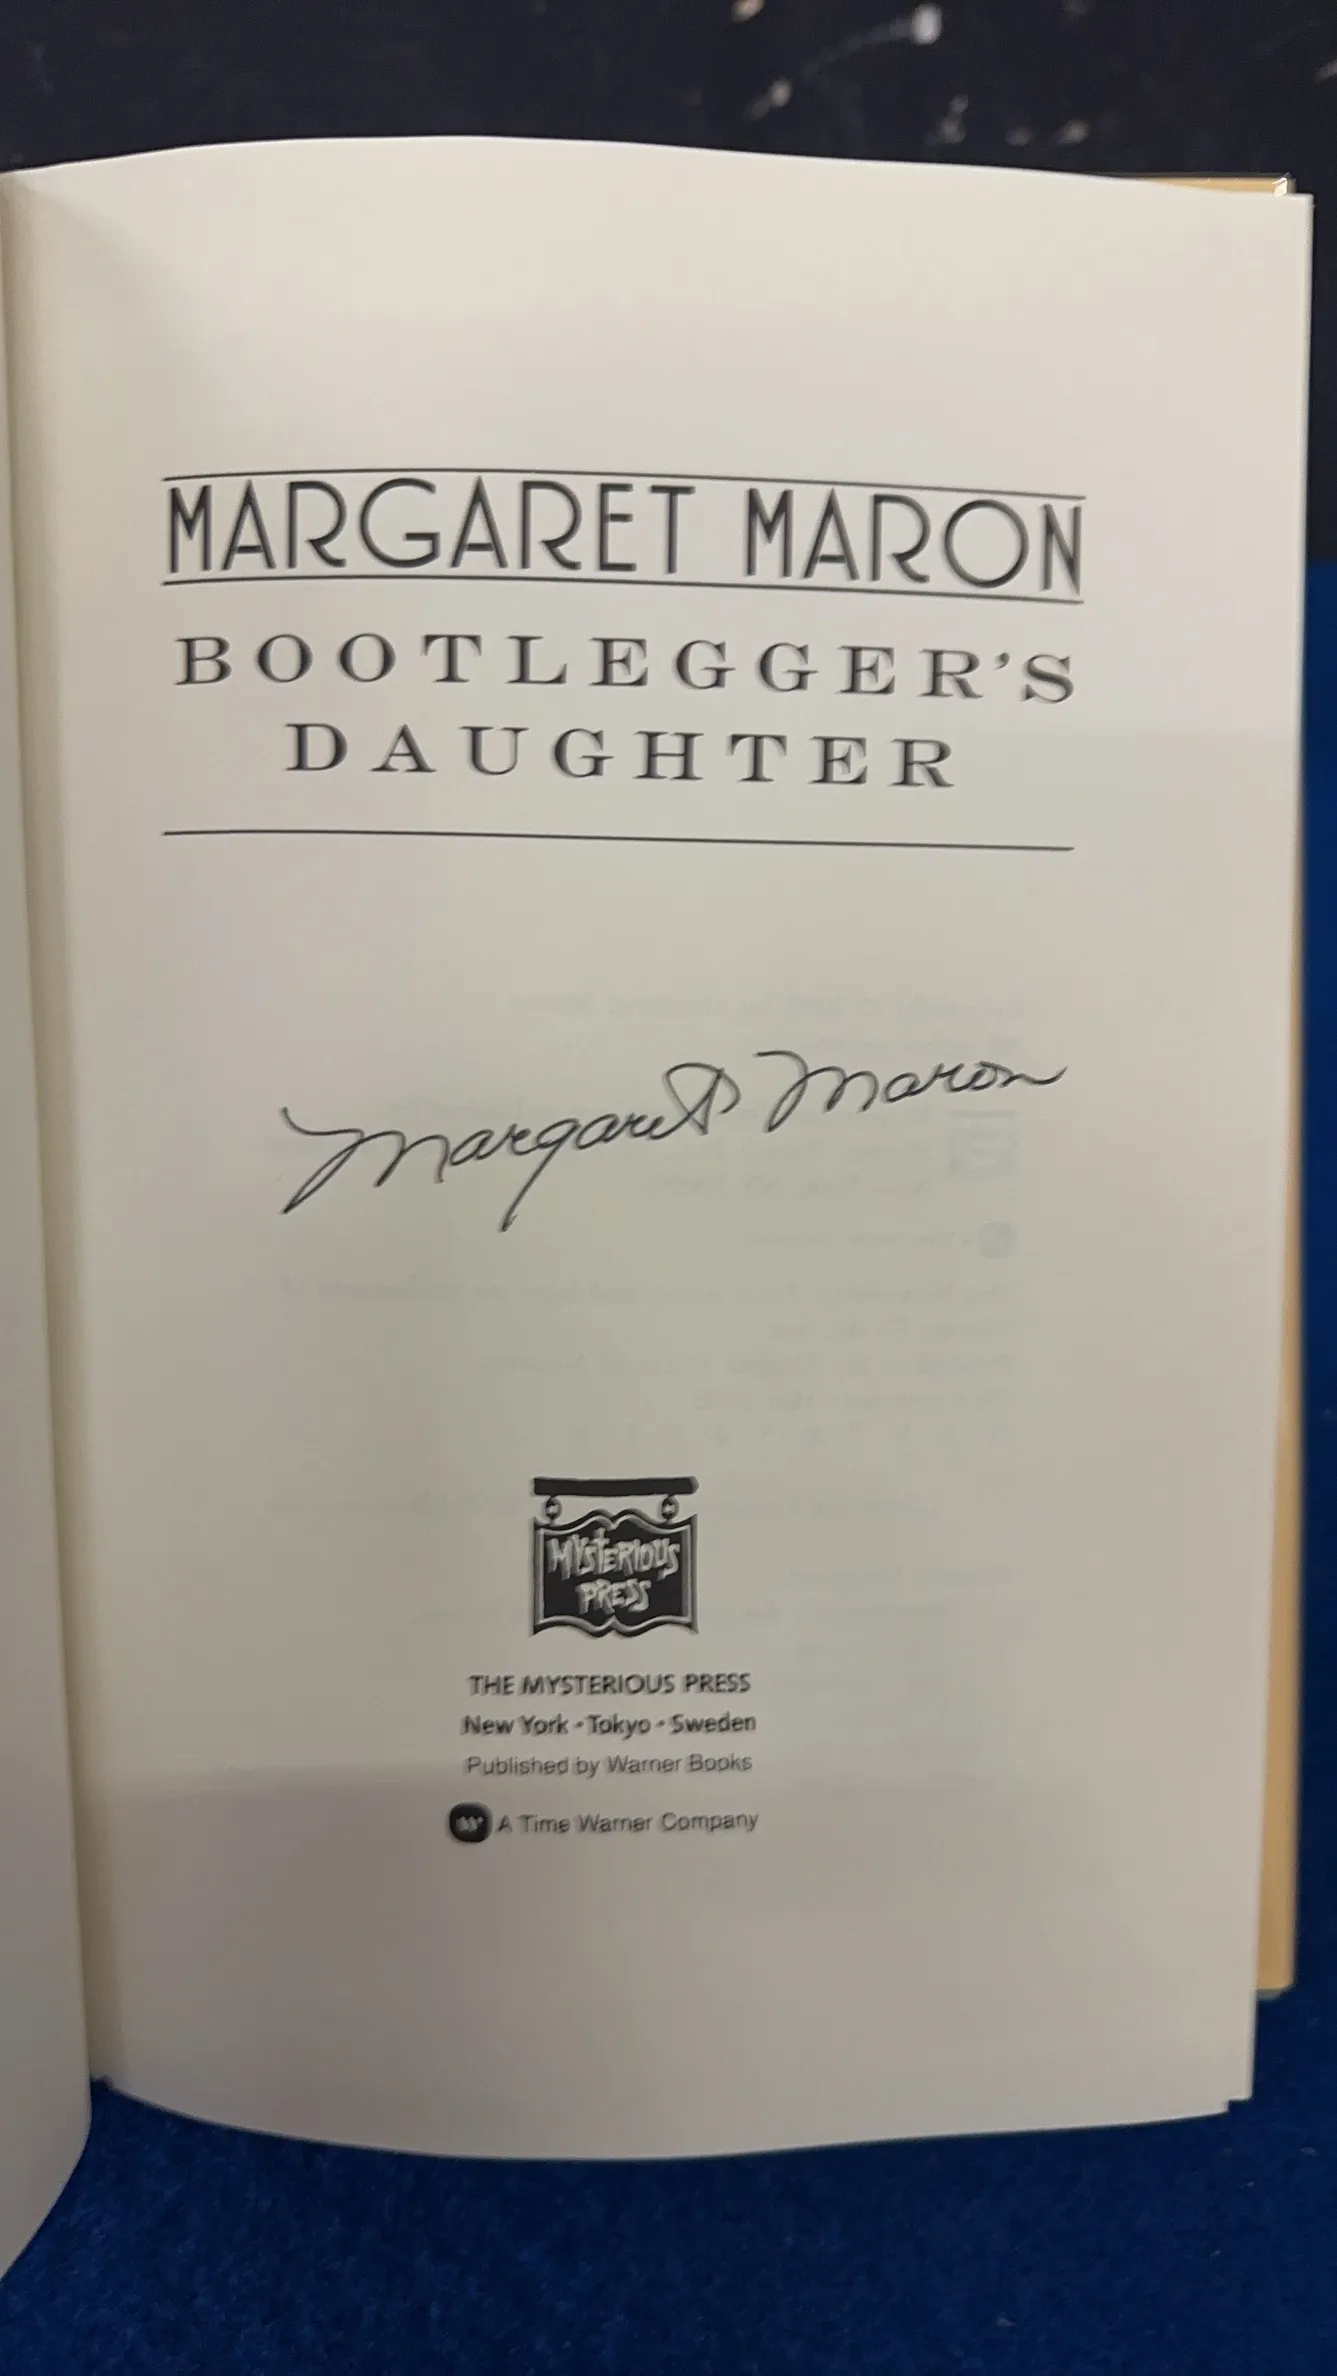 MARGARET MARON
BOOTLEGGER'S
DAUGHTER
Margaret Maron
MYSTERIOUS
PRESS
THE MYSTERIOUS PRESS
New York • Tokyo • Sweden
Published by Warner Books
A Time Warner Company